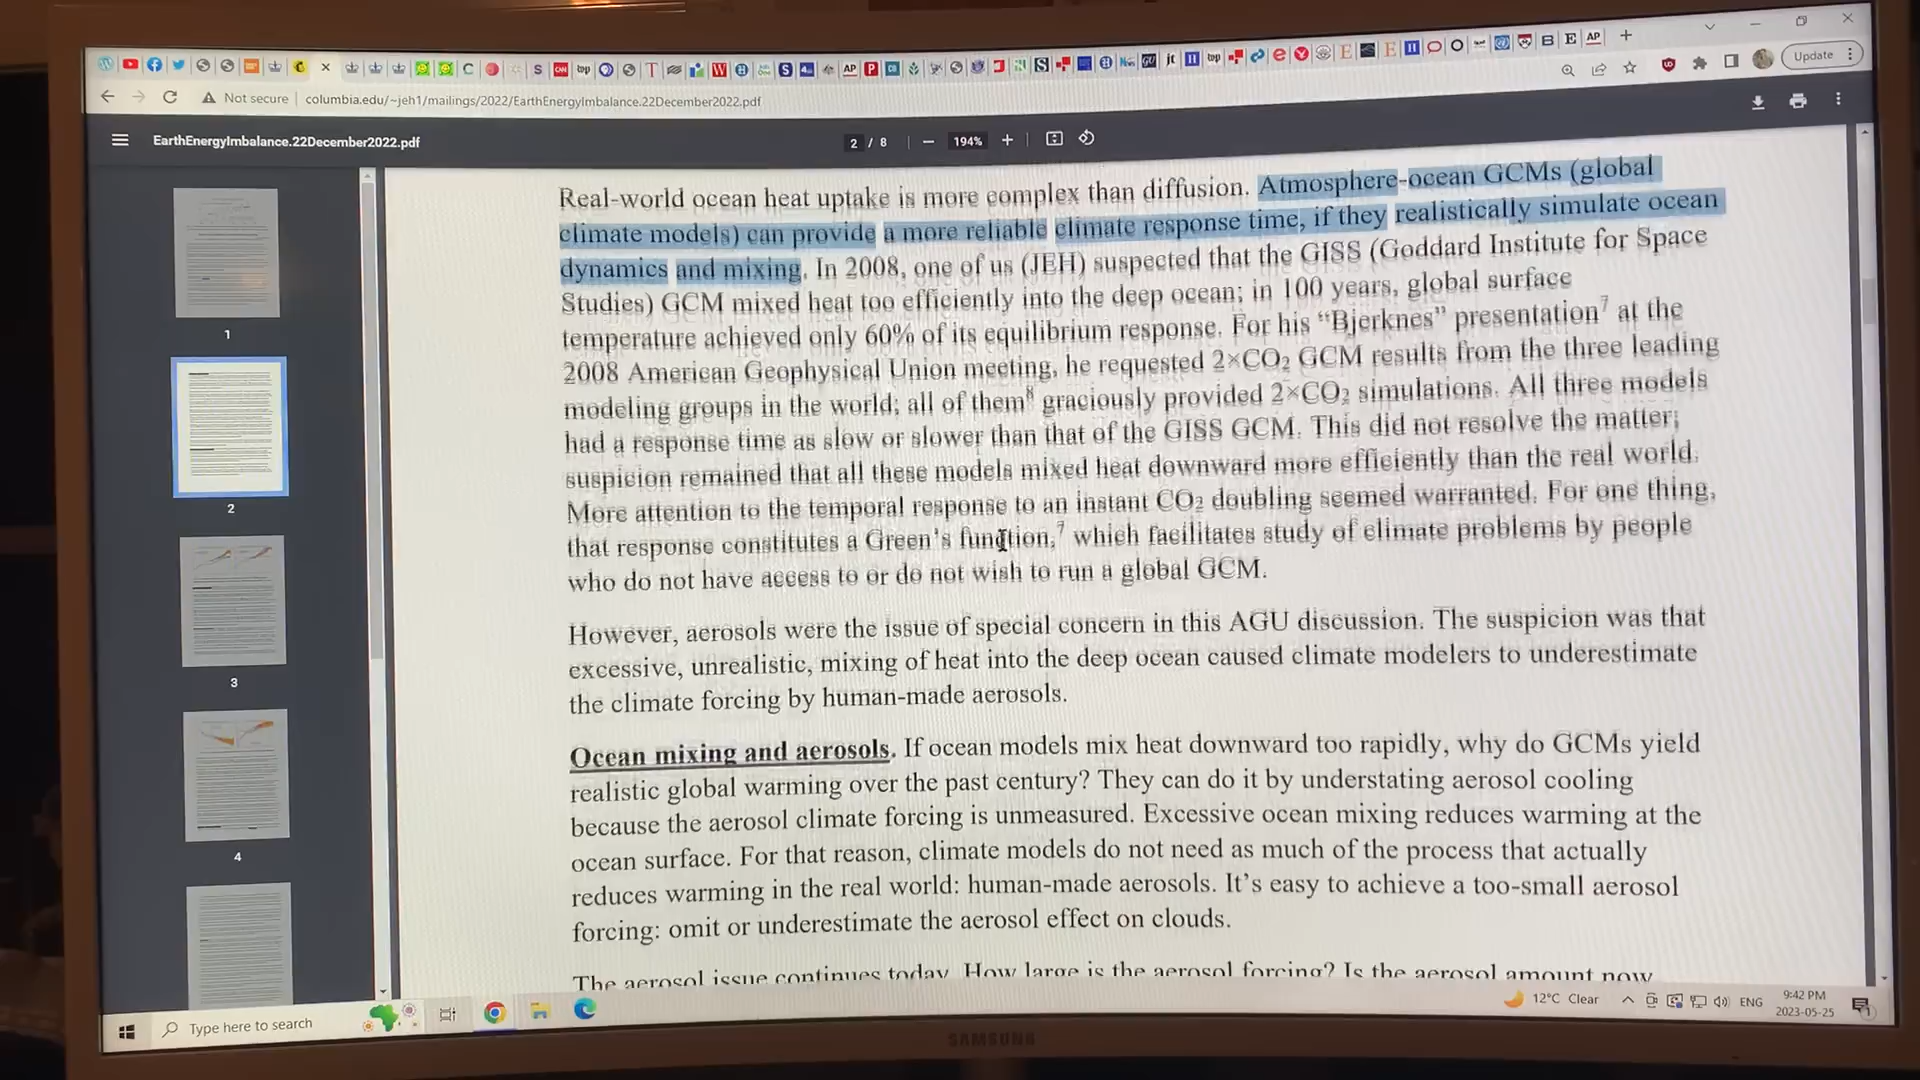 Not secure | columbia.edu/~jeh1/mailings/2022/EarthEnergyImbalance.22December2022.pdf
Update
EarthEnergyImbalance.22December2022.pdf
2 / 8
194%
1
2
3
4
Real-world ocean heat uptake is more complex than diffusion. Atmosphere-ocean GCMs (global
climate models) can provide a more reliable climate response time, if they realistically simulate ocean
dynamics and mixing. In 2008, one of us (JEH) suspected that the GISS (Goddard Institute for Space
Studies) GCM mixed heat too efficiently into the deep ocean; in 100 years, global surface
temperature achieved only 60% of its equilibrium response. For his “Bjerknes” presentation⁷ at the
2008 American Geophysical Union meeting, he requested 2×CO₂ GCM results from the three leading
modeling groups in the world; all of them⁸ graciously provided 2×CO₂ simulations. All three models
had a response time as slow or slower than that of the GISS GCM. This did not resolve the matter;
suspicion remained that all these models mixed heat downward more efficiently than the real world.
More attention to the temporal response to an instant CO₂ doubling seemed warranted. For one thing,
that response constitutes a Green’s function,⁷ which facilitates study of climate problems by people
who do not have access to or do not wish to run a global GCM.
However, aerosols were the issue of special concern in this AGU discussion. The suspicion was that
excessive, unrealistic, mixing of heat into the deep ocean caused climate modelers to underestimate
the climate forcing by human-made aerosols.
Ocean mixing and aerosols. If ocean models mix heat downward too rapidly, why do GCMs yield
realistic global warming over the past century? They can do it by understating aerosol cooling
because the aerosol climate forcing is unmeasured. Excessive ocean mixing reduces warming at the
ocean surface. For that reason, climate models do not need as much of the process that actually
reduces warming in the real world: human-made aerosols. It’s easy to achieve a too-small aerosol
forcing: omit or underestimate the aerosol effect on clouds.
The aerosol issue continues today. How large is the aerosol forcing? Is the aerosol amount now
Type here to search
12°C Clear
ENG
9:42 PM
2023-05-25
SAMSUNG